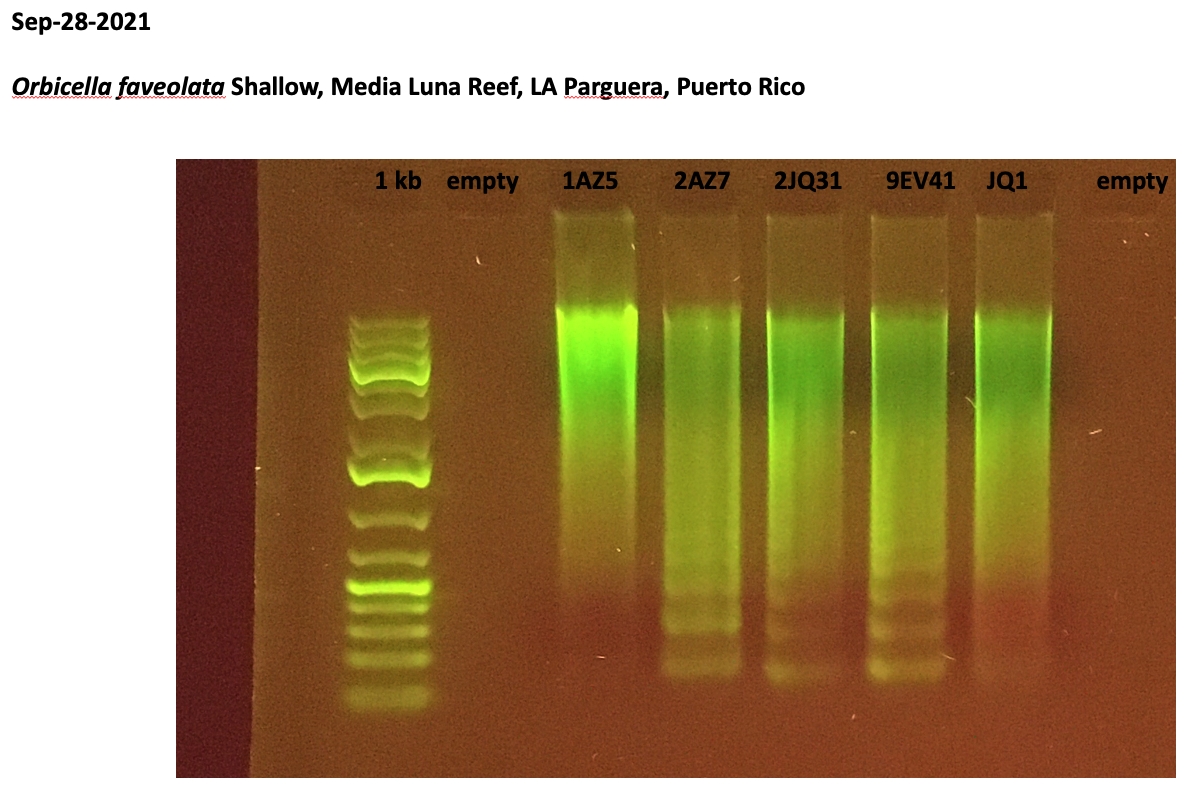 Sep-28-2021
Orbicella faveolata Shallow, Media Luna Reef, LA Parguera, Puerto Rico
1 kb empty 1AZ5 2AZ7 2JQ31 9EV41 JQ1 empty